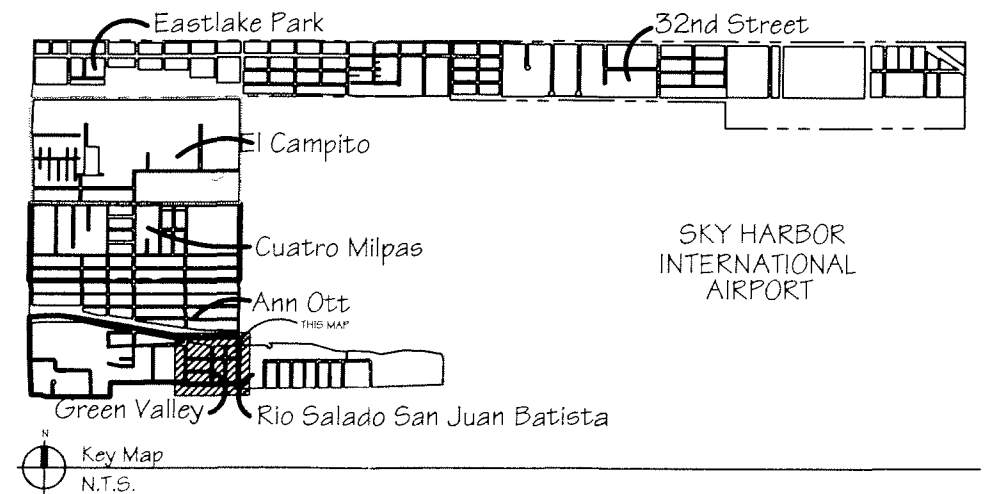 Eastlake Park
32nd Street
El Campito
Cuatro Milpas
SKY HARBOR
INTERNATIONAL
AIRPORT
Ann Ott
THIS MAP
Green Valley
Rio Salado San Juan Batista
N
Key Map
N.T.S.